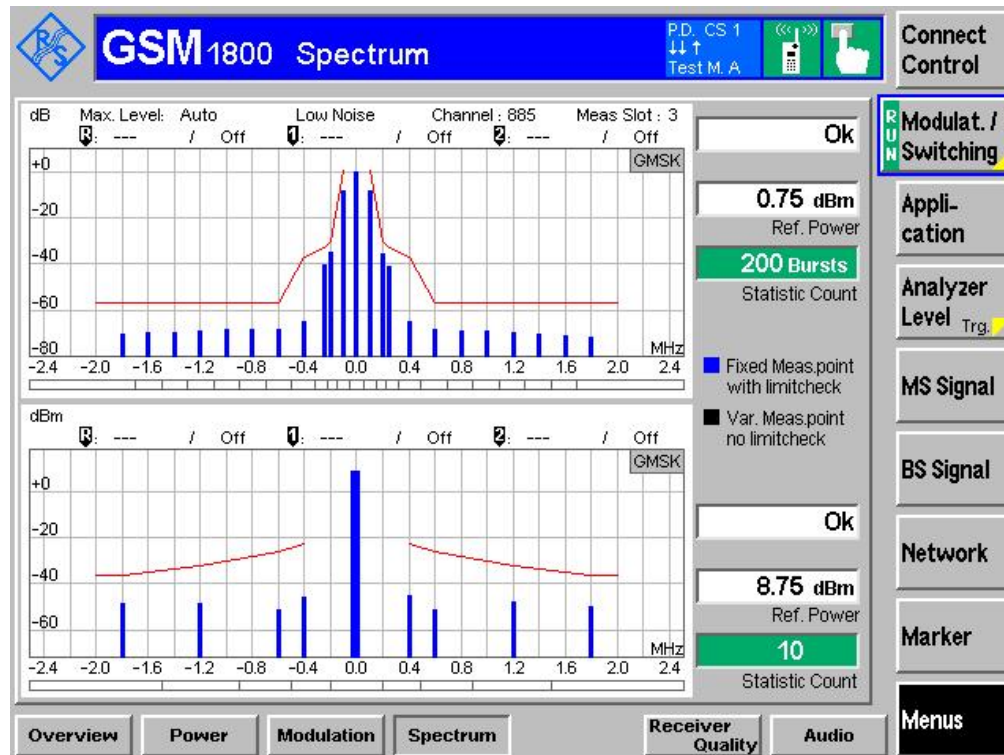 R S
GSM 1800 Spectrum
P.D. CS 1
↓↓ ↑
Test M. A
Connect
Control
dB Max. Level: Auto Low Noise Channel : 885 Meas Slot : 3
R: --- / Off 1: --- / Off 2: --- / Off
GMSK
+0
-20
-40
-60
-80
MHz
-2.4 -2.0 -1.6 -1.2 -0.8 -0.4 0.0 0.4 0.8 1.2 1.6 2.0 2.4
Ok
0.75 dBm
Ref. Power
200 Bursts
Statistic Count
Fixed Meas.point
with limitcheck
Var. Meas.point
no limitcheck
dBm
R: --- / Off 1: --- / Off 2: --- / Off
GMSK
+0
-20
-40
-60
MHz
-2.4 -2.0 -1.6 -1.2 -0.8 -0.4 0.0 0.4 0.8 1.2 1.6 2.0 2.4
Ok
8.75 dBm
Ref. Power
10
Statistic Count
RUN
Modulat. /
Switching
Appli-
cation
Analyzer
Level Trg.
MS Signal
BS Signal
Network
Marker
Menus
Overview Power Modulation Spectrum Receiver Quality Audio